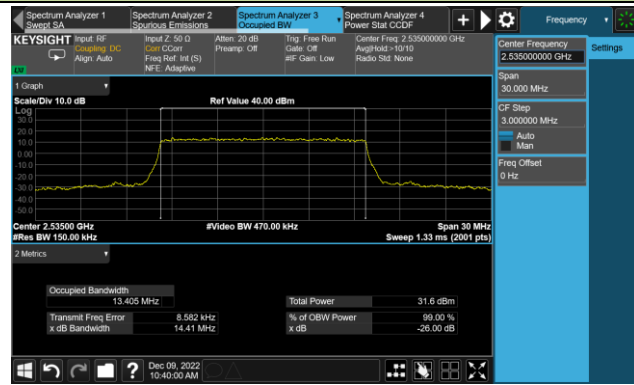 Spectrum Analyzer 1
Swept SA
Spectrum Analyzer 2
Spurious Emissions
Spectrum Analyzer 3
Occupied BW
Spectrum Analyzer 4
Power Stat CCDF
Frequency
KEYSIGHT
Input: RF
Coupling: DC
Align: Auto
Input Z: 50 Ω
Corr CCorr
Freq Ref: Int (S)
NFE: Adaptive
Atten: 20 dB
Preamp: Off
Trig: Free Run
Gate: Off
#IF Gain: Low
Center Freq: 2.535000000 GHz
Avg|Hold:>10/10
Radio Std: None
Center Frequency
2.535000000 GHz
Settings
Span
30.000 MHz
CF Step
3.000000 MHz
Auto
Man
Freq Offset
0 Hz
1 Graph
Scale/Div 10.0 dB
Ref Value 40.00 dBm
Log
30.0
20.0
10.0
0.00
-10.0
-20.0
-30.0
-40.0
-50.0
Center 2.53500 GHz
#Video BW 470.00 kHz
Span 30 MHz
#Res BW 150.00 kHz
Sweep 1.33 ms (2001 pts)
2 Metrics
Occupied Bandwidth
13.405 MHz
Total Power
31.6 dBm
Transmit Freq Error
8.582 kHz
% of OBW Power
99.00 %
x dB Bandwidth
14.41 MHz
x dB
-26.00 dB
Dec 09, 2022
10:40:00 AM